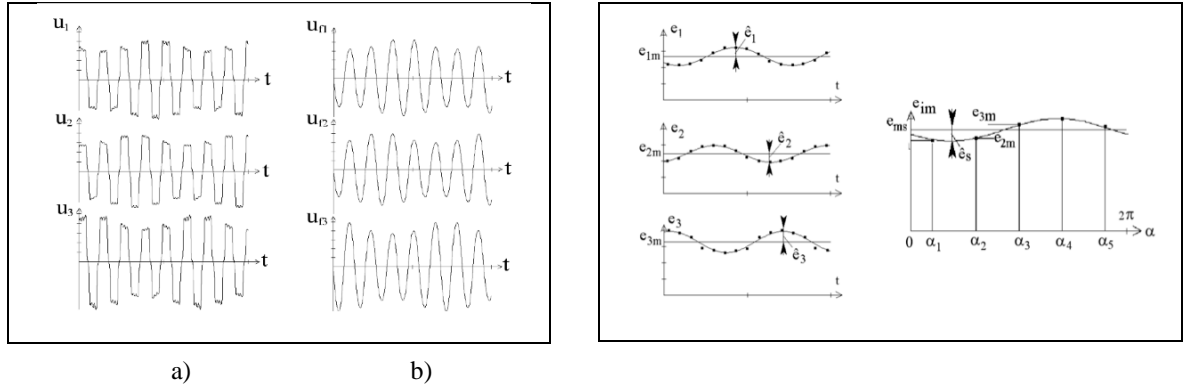 u1
t
u2
t
u3
t
uf1
t
uf2
t
uf3
t
a)
b)
e1
e1m
ê1
t
e2
e2m
ê2
t
e3
e3m
ê3
t
eim
ems
e3m
e2m
ês
2π
0 α1 α2 α3 α4 α5 α